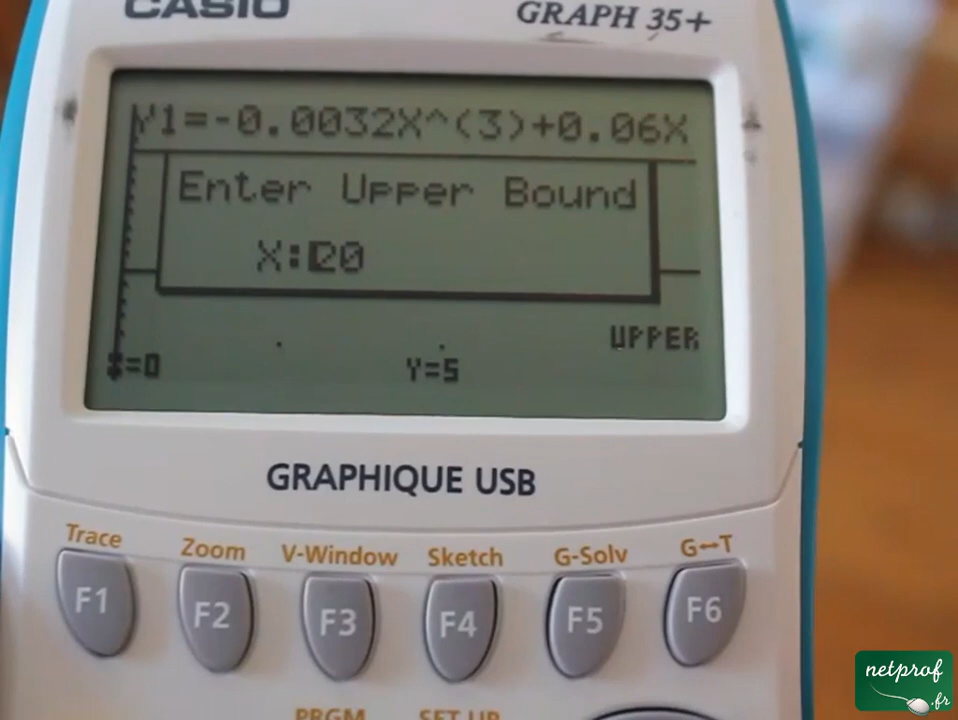 CASIO
GRAPH 35+
Y1=-0.0032X^(3)+0.06X
Enter Upper Bound
X:20
UPPER
X=0
Y=5
GRAPHIQUE USB
Trace
Zoom
V-Window
Sketch
G-Solv
G↔T
F1
F2
F3
F4
F5
F6
PRGM
SET UP
netprof
.fr